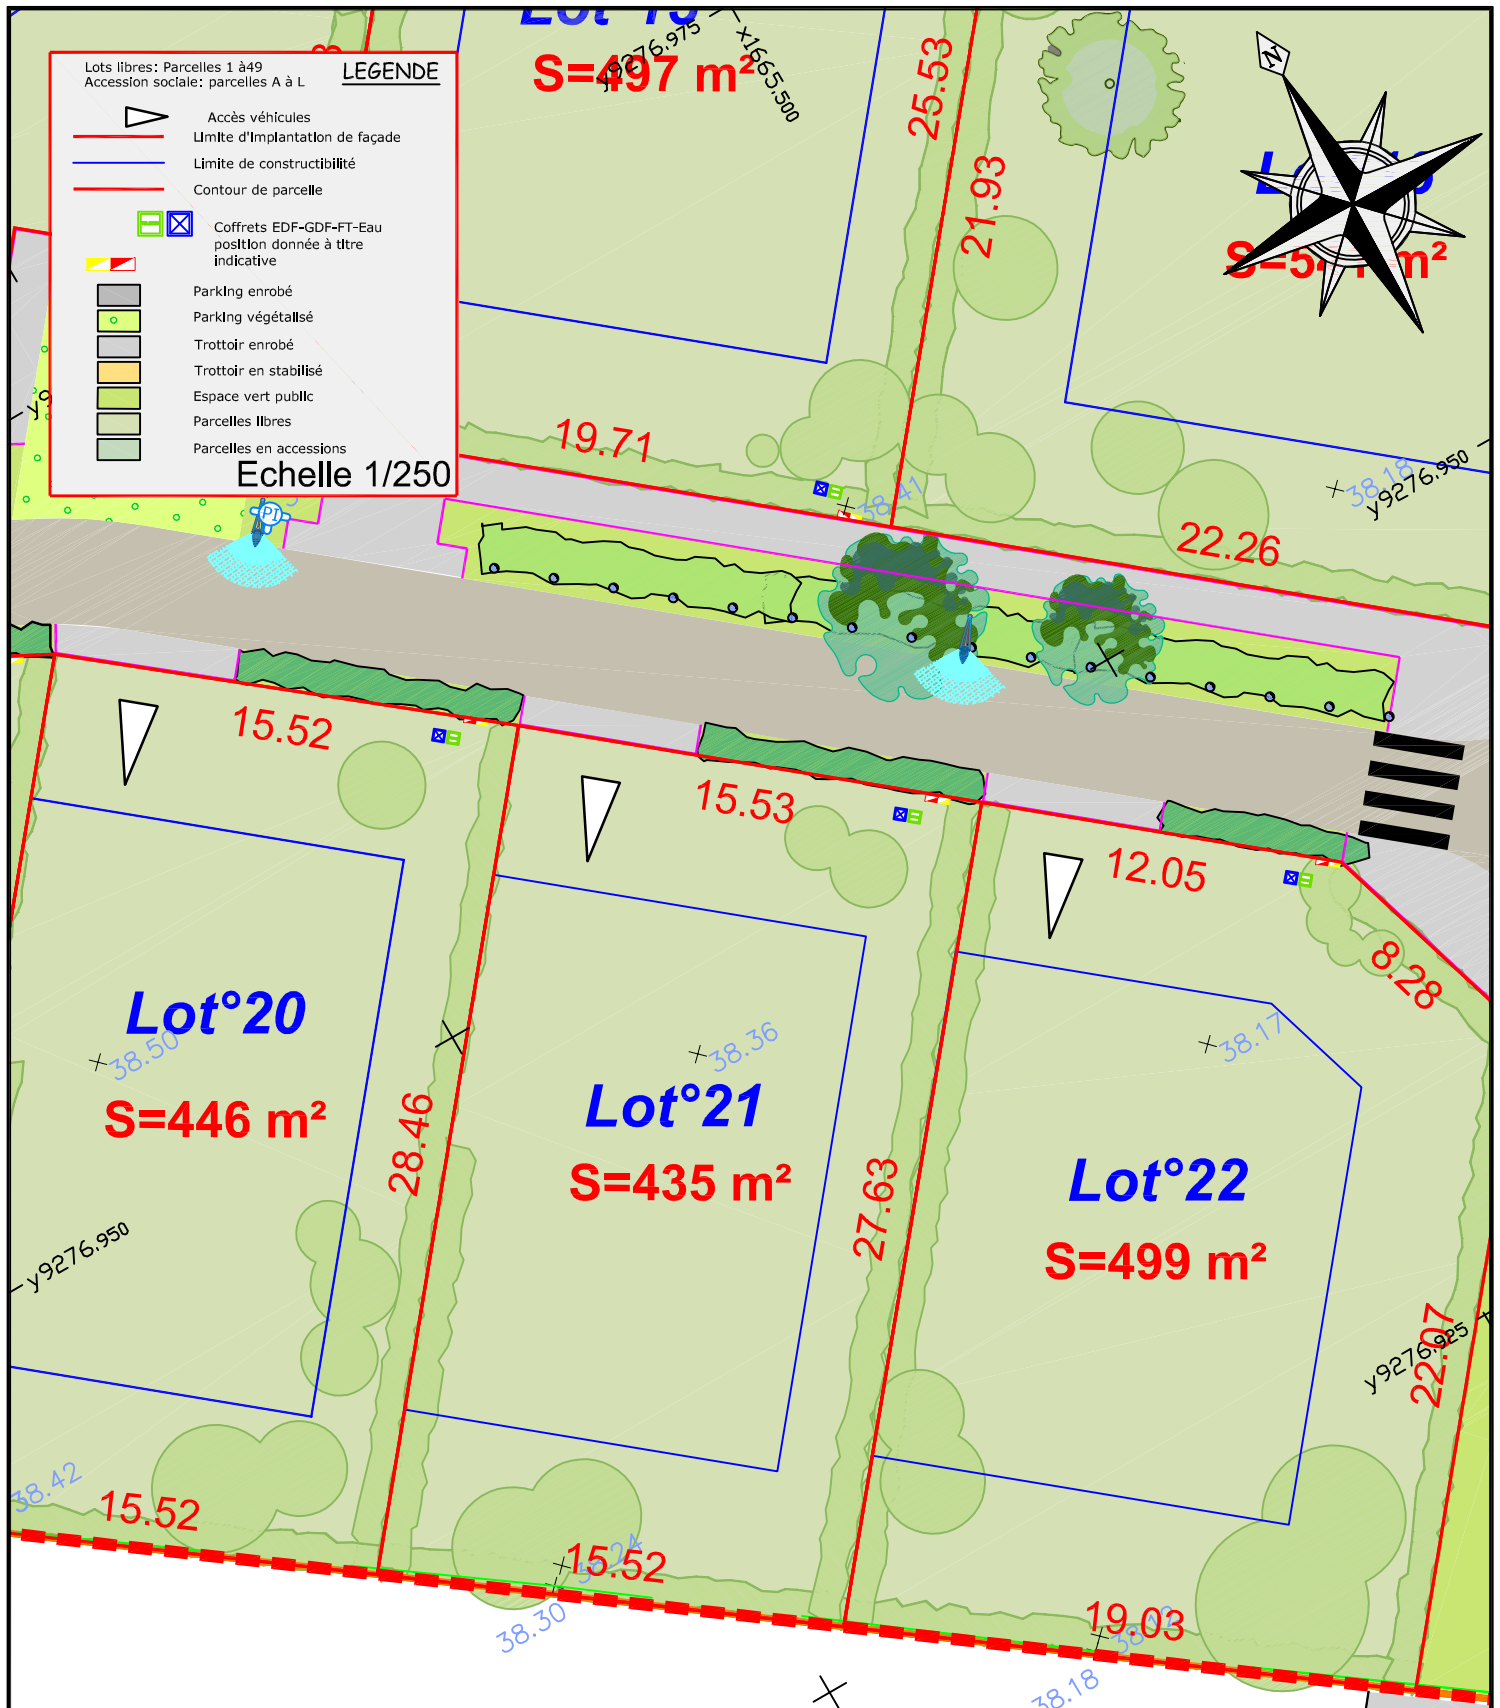 S=497 m²
y9276.975
x1665.500
25.53
21.93
Lots libres: Parcelles 1 à49
Accession sociale: parcelles A à L
LEGENDE
Accès véhicules
Limite d'implantation de façade
Limite de constructibilité
Contour de parcelle
Coffrets EDF-GDF-FT-Eau
position donnée à titre
indicative
Parking enrobé
Parking végétalisé
Trottoir enrobé
Trottoir en stabilisé
Espace vert public
Parcelles libres
Parcelles en accessions
Echelle 1/250
N
19.71
38.41
38.18
y9276.950
22.26
PI
15.52
15.53
12.05
8.28
Lot°20
38.50
S=446 m²
28.46
38.36
Lot°21
S=435 m²
27.63
38.17
Lot°22
S=499 m²
y9276.950
22.07
y9276.925
38.42
15.52
38.24
15.52
38.30
19.03
38.12
38.18